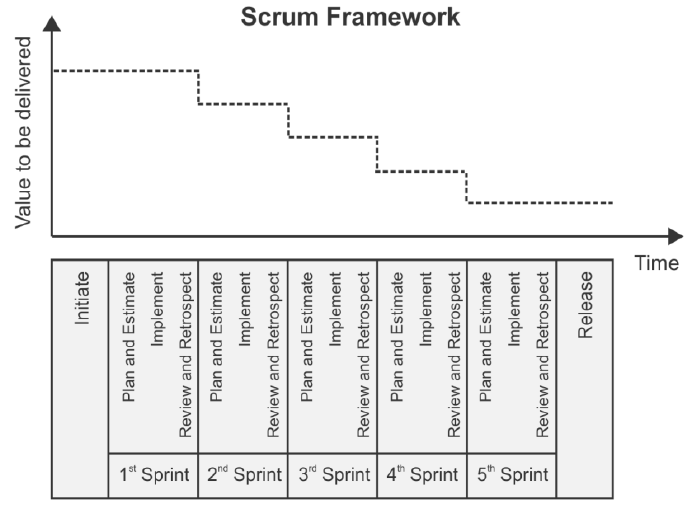 Scrum Framework
Value to be delivered
Time
Initiate
Plan and Estimate
Implement
Review and Retrospect
Plan and Estimate
Implement
Review and Retrospect
Plan and Estimate
Implement
Review and Retrospect
Plan and Estimate
Implement
Review and Retrospect
Plan and Estimate
Implement
Review and Retrospect
Release
1st Sprint
2nd Sprint
3rd Sprint
4th Sprint
5th Sprint